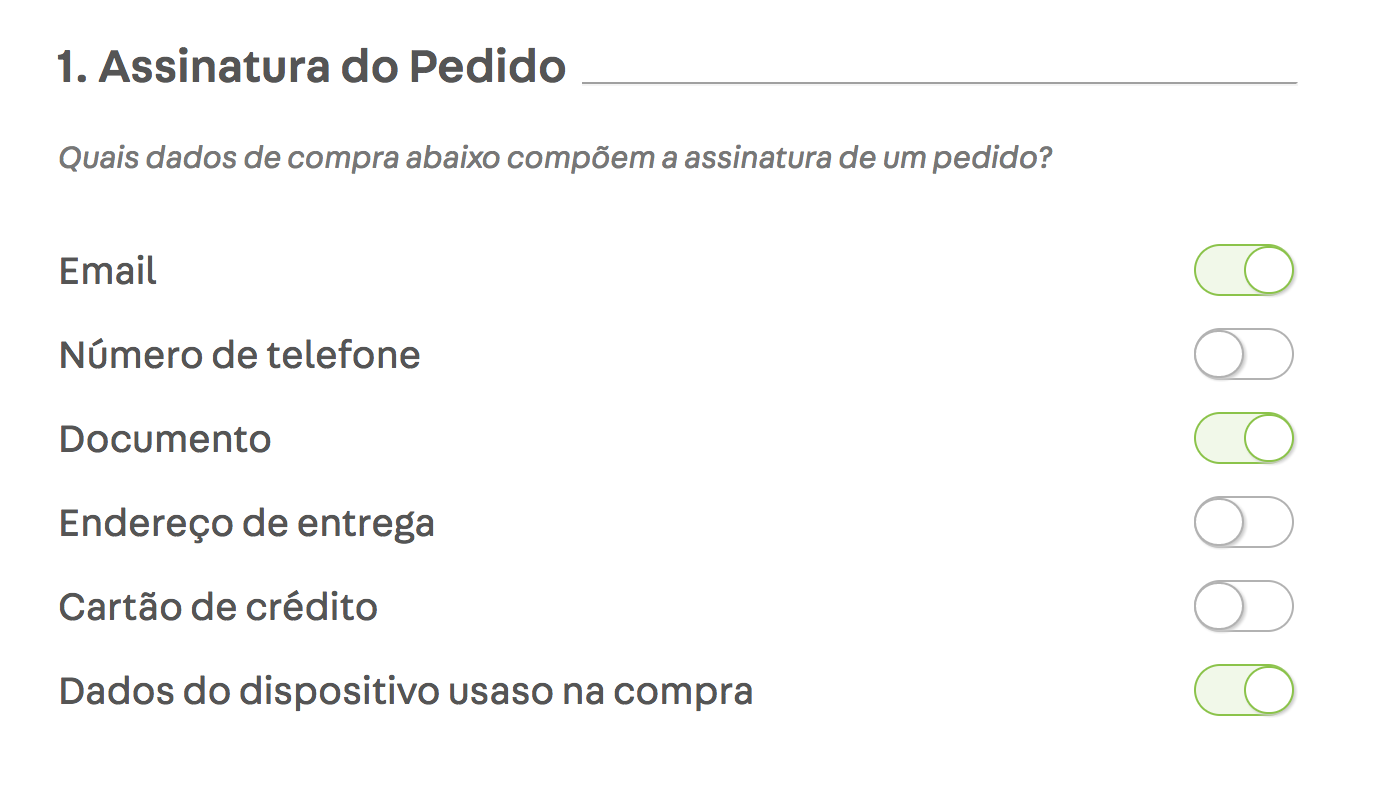 1. Assinatura do Pedido
Quais dados de compra abaixo compõem a assinatura de um pedido?
Email
Número de telefone
Documento
Endereço de entrega
Cartão de crédito
Dados do dispositivo usaso na compra